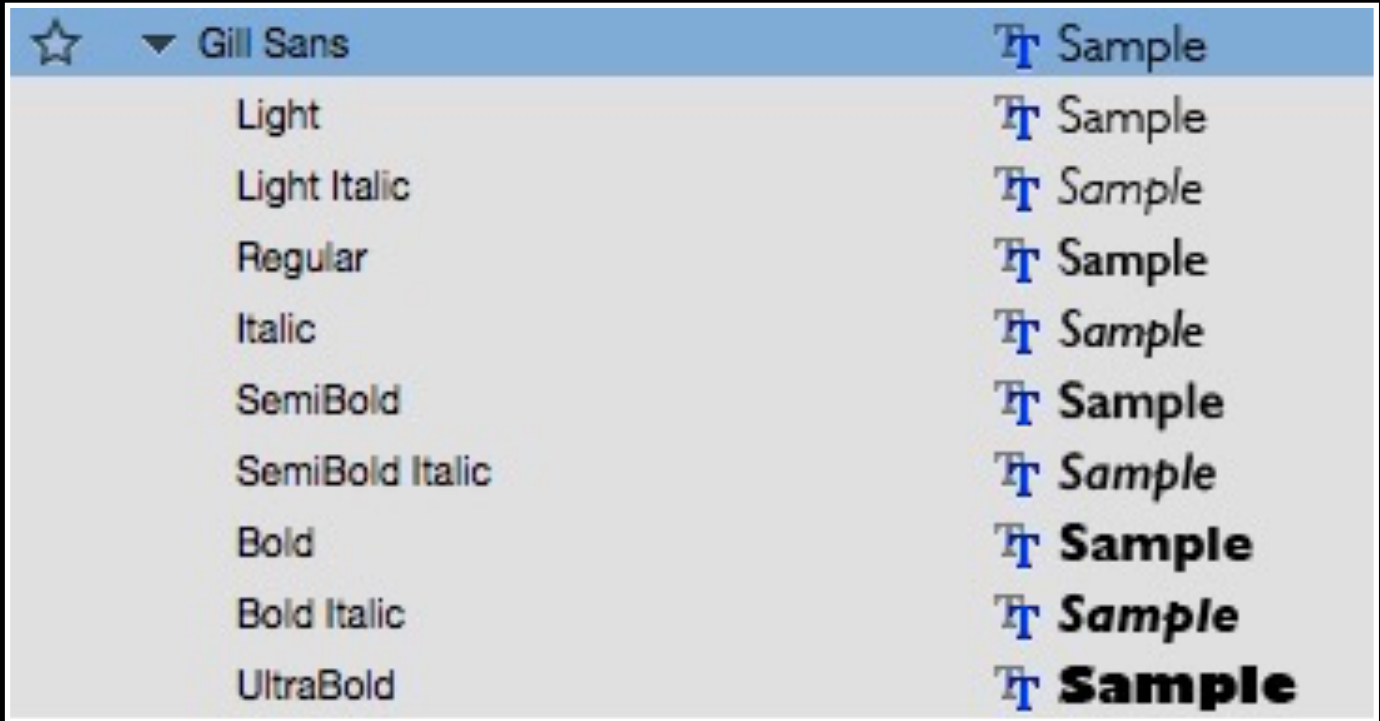 Gill Sans Sample
Light Sample
Light Italic Sample
Regular Sample
Italic Sample
SemiBold Sample
SemiBold Italic Sample
Bold Sample
Bold Italic Sample
UltraBold Sample